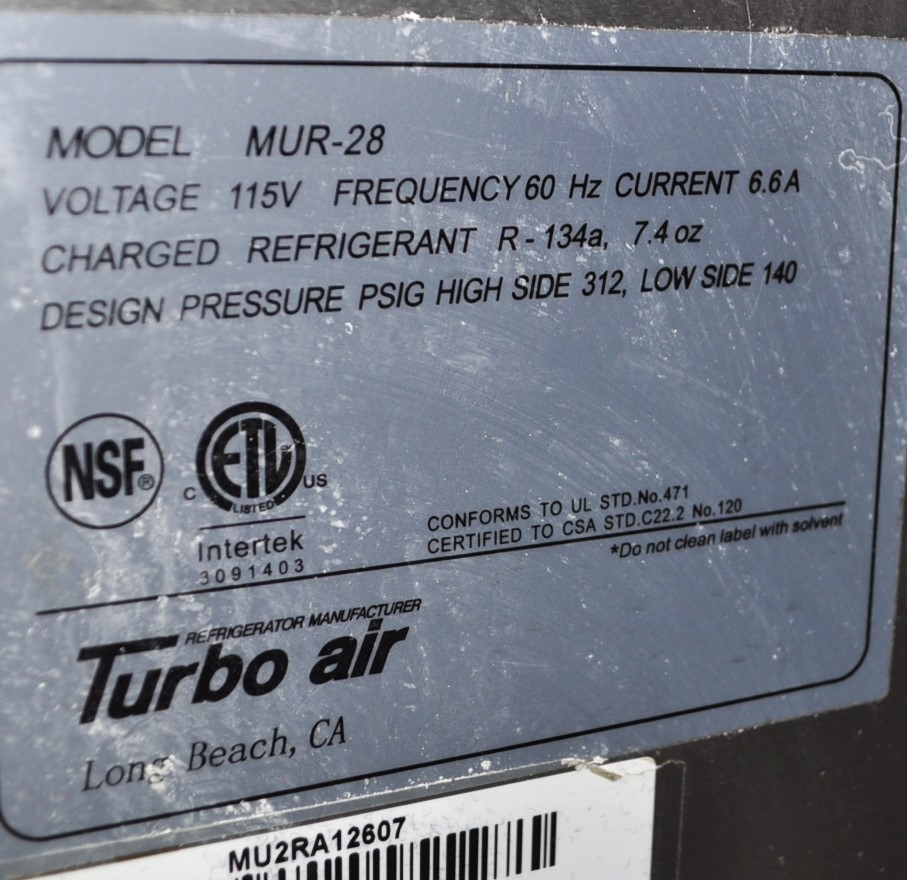 MODEL MUR-28
VOLTAGE 115V FREQUENCY 60 Hz CURRENT 6.6A
CHARGED REFRIGERANT R-134a, 7.4 oz
DESIGN PRESSURE PSIG HIGH SIDE 312, LOW SIDE 140
NSF®
C ETL CM US
LISTED
Intertek
3091403
CONFORMS TO UL STD.No.471
CERTIFIED TO CSA STD.C22.2 No.120
*Do not clean label with solvent
REFRIGERATOR MANUFACTURER
Turbo air
Long Beach, CA
MU2RA12607